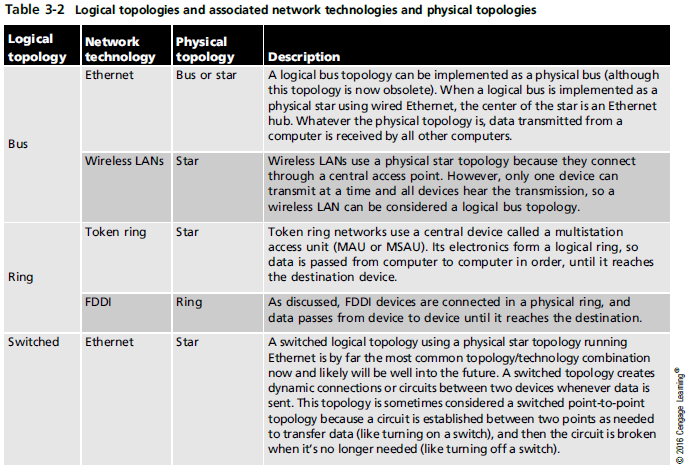 Table 3-2 Logical topologies and associated network technologies and physical topologies
Logical topology
Network technology
Physical topology
Description
Bus
Ethernet
Bus or star
A logical bus topology can be implemented as a physical bus (although
this topology is now obsolete). When a logical bus is implemented as a
physical star using wired Ethernet, the center of the star is an Ethernet
hub. Whatever the physical topology is, data transmitted from a
computer is received by all other computers.
Wireless LANs
Star
Wireless LANs use a physical star topology because they connect
through a central access point. However, only one device can
transmit at a time and all devices hear the transmission, so a
wireless LAN can be considered a logical bus topology.
Ring
Token ring
Star
Token ring networks use a central device called a multistation
access unit (MAU or MSAU). Its electronics form a logical ring, so
data is passed from computer to computer in order, until it reaches
the destination device.
FDDI
Ring
As discussed, FDDI devices are connected in a physical ring, and
data passes from device to device until it reaches the destination.
Switched
Ethernet
Star
A switched logical topology using a physical star topology running
Ethernet is by far the most common topology/technology combination
now and likely will be well into the future. A switched topology creates
dynamic connections or circuits between two devices whenever data is
sent. This topology is sometimes considered a switched point-to-point
topology because a circuit is established between two points as needed
to transfer data (like turning on a switch), and then the circuit is broken
when it's no longer needed (like turning off a switch).
© 2016 Cengage Learning®